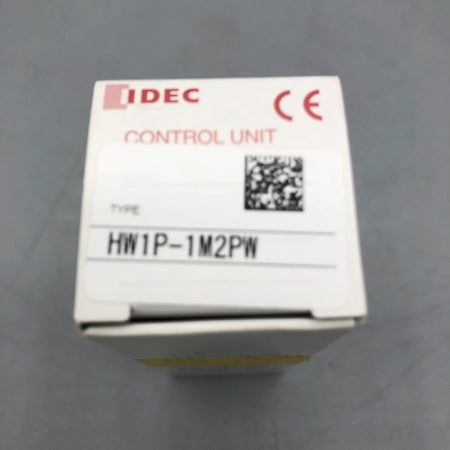 IDEC CE
CONTROL UNIT
TYPE
HW1P-1M2PW